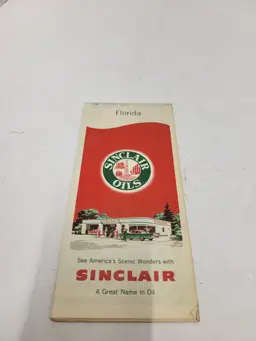 Florida
SINCLAIR
OILS
See America's Scenic Wonders with
SINCLAIR
A Great Name in Oil